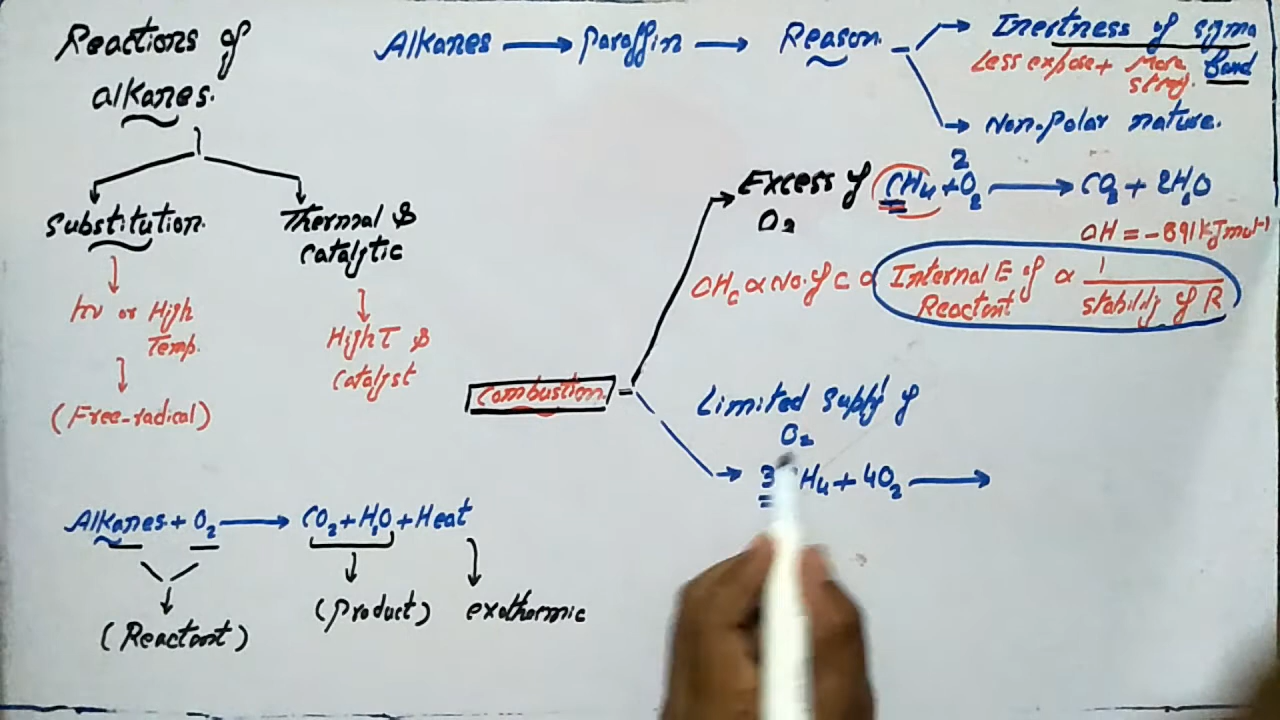 Reactions of
alkanes.
Substitution.
hν or High
Temp.
(Free-radical)
Thermal &
Catalytic
High T &
Catalyst
Alkanes + O2 → CO2 + H2O + Heat
(Reactant)
(Product)
exothermic
Alkanes → Paraffin → Reason
Inertness of sigma
Bond
Less expose + More
strong.
Non-polar nature.
Combustion
Excess of
O2
CH4 + 2O2 → CO2 + 2H2O
ΔH = -891 kJ mol-1
ΔHc ∝ No. of C ∝ Internal E of Reactant ∝ 1/stability of R
Limited Supply of
O2
3 H4 + 4O2 →